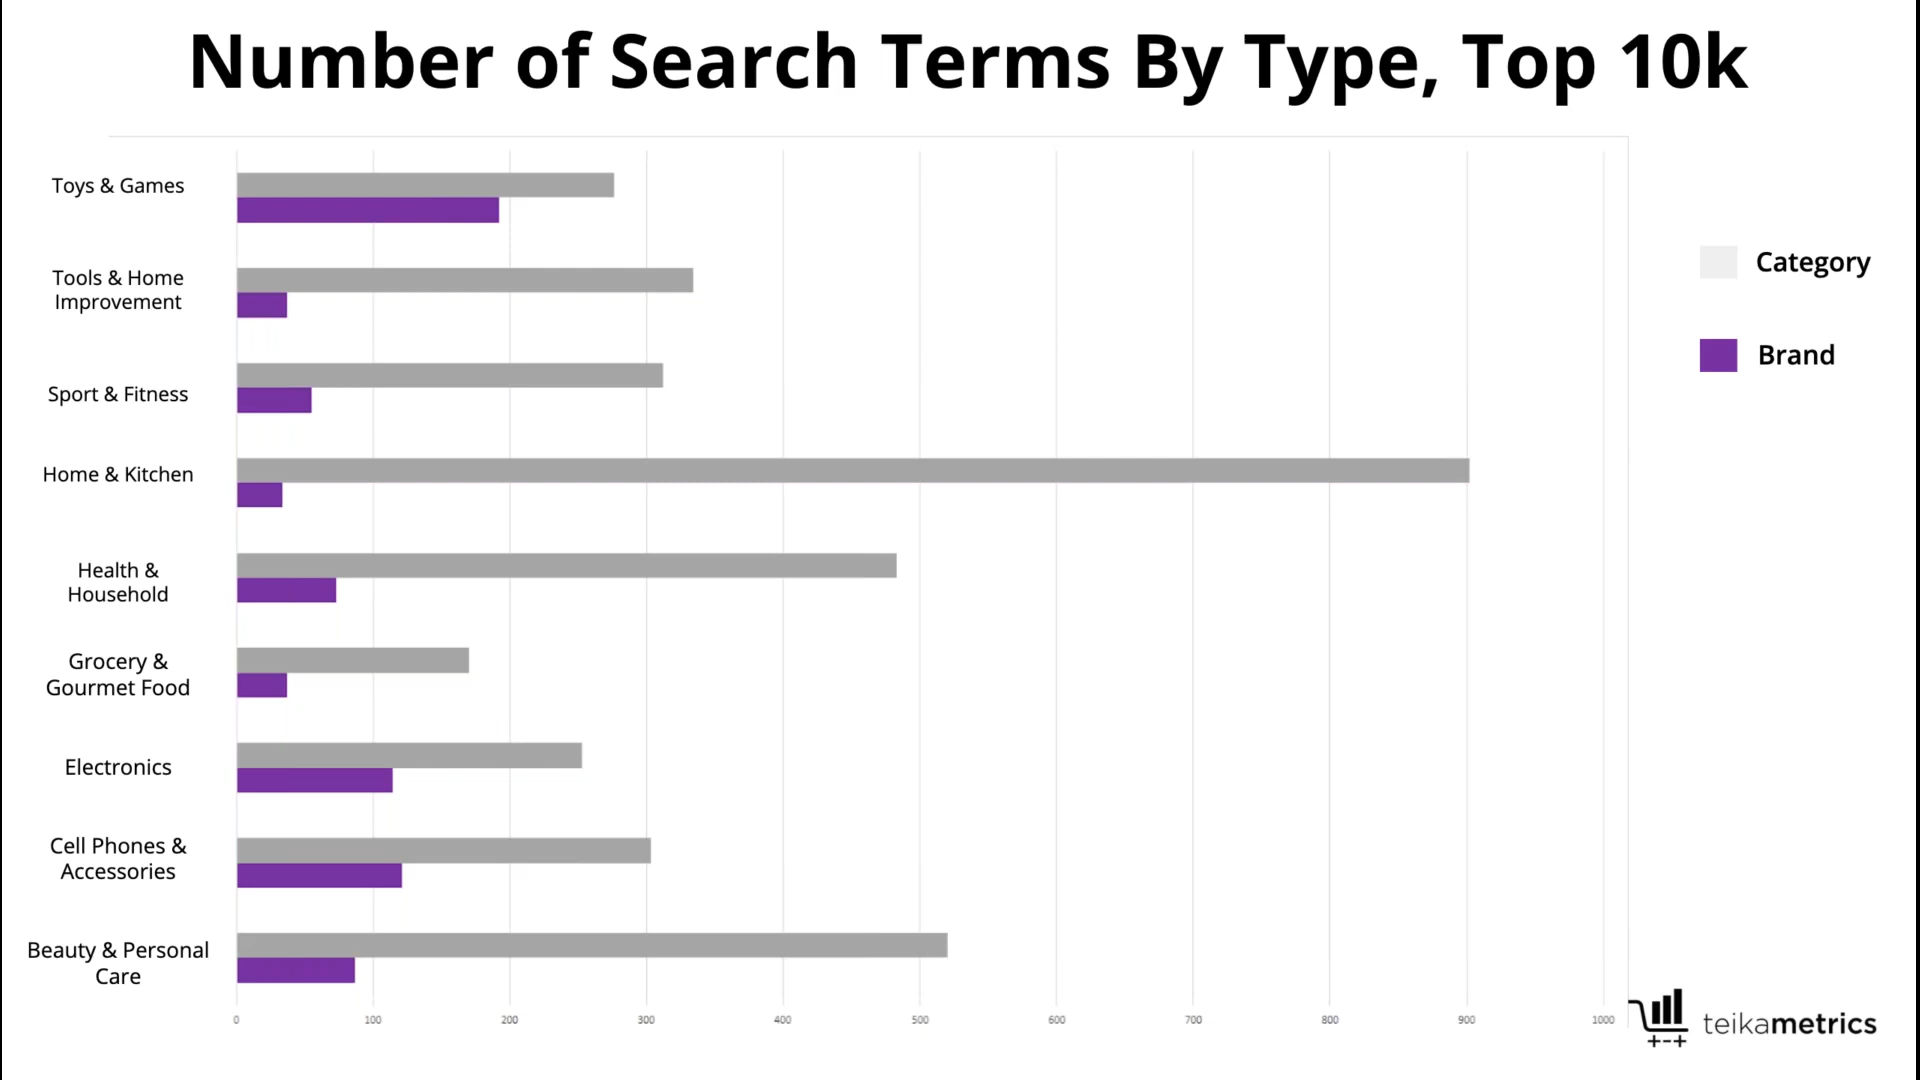 Number of Search Terms By Type, Top 10k
Toys & Games
Tools & Home
Improvement
Sport & Fitness
Home & Kitchen
Health &
Household
Grocery &
Gourmet Food
Electronics
Cell Phones &
Accessories
Beauty & Personal
Care
0 100 200 300 400 500 600 700 800 900 1000
Category
Brand
teikametrics